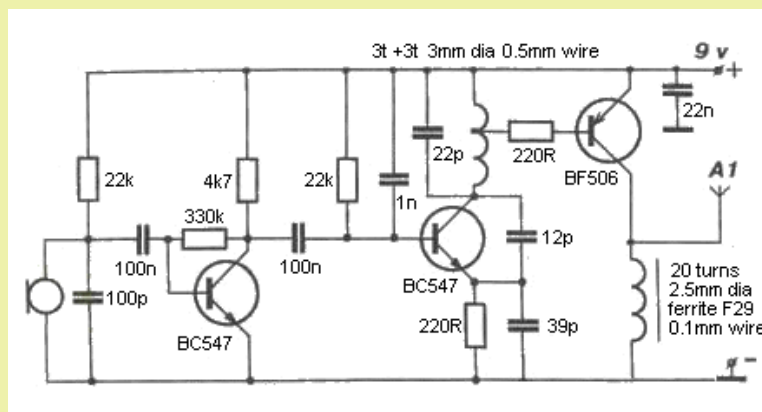 3t +3t 3mm dia 0.5mm wire
9 v
+
22n
22k
4k7
22k
1n
22p
220R
BF506
A1
330k
100n
100n
BC547
12p
100p
BC547
220R
39p
20 turns
2.5mm dia
ferrite F29
0.1mm wire
-